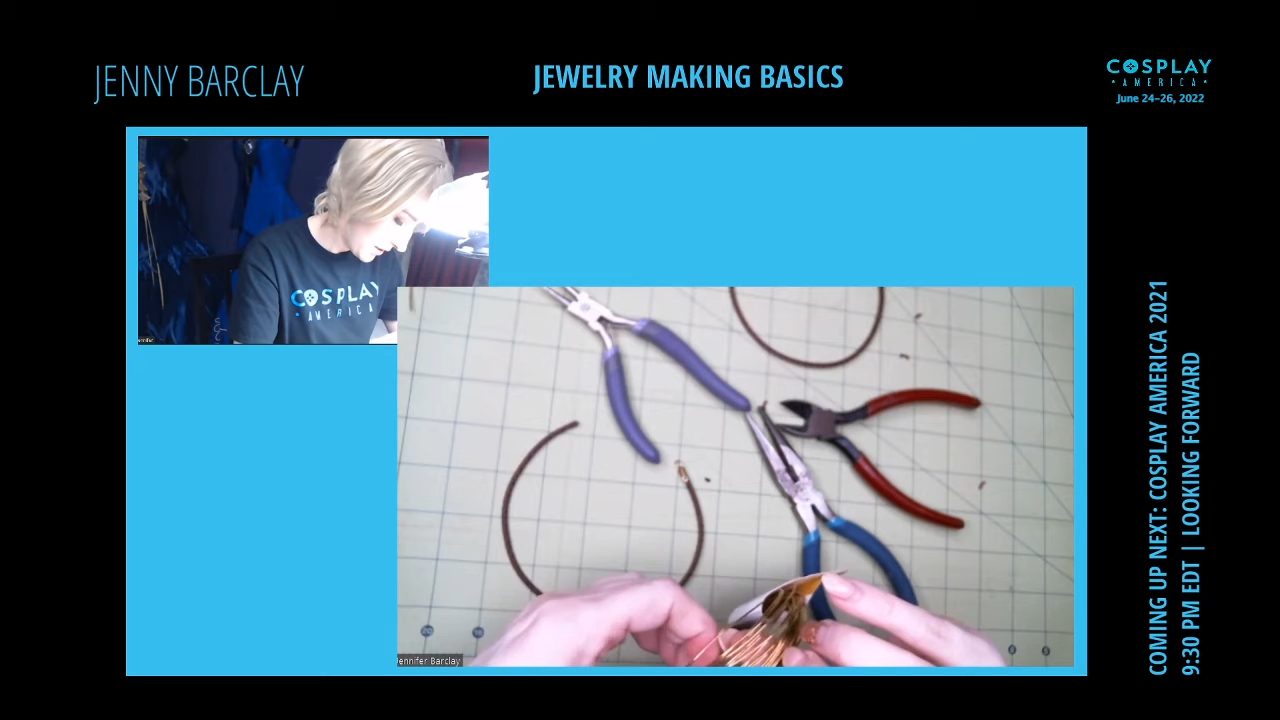 JENNY BARCLAY
JEWELRY MAKING BASICS
COSPLAY
AMERICA
June 24-26, 2022
COSPLAY
AMERICA
Jennifer Barclay
COMING UP NEXT: COSPLAY AMERICA 2021
9:30 PM EDT | LOOKING FORWARD